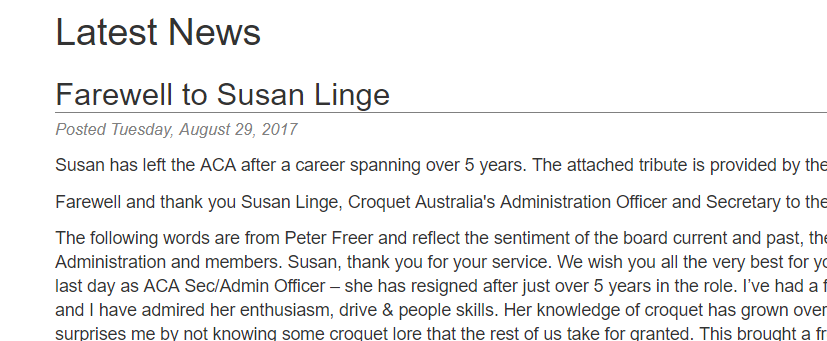 Latest News
Farewell to Susan Linge
Posted Tuesday, August 29, 2017
Susan has left the ACA after a career spanning over 5 years. The attached tribute is provided by the
Farewell and thank you Susan Linge, Croquet Australia's Administration Officer and Secretary to the
The following words are from Peter Freer and reflect the sentiment of the board current and past, the
Administration and members. Susan, thank you for your service. We wish you all the very best for yo
last day as ACA Sec/Admin Officer – she has resigned after just over 5 years in the role. I've had a f
and I have admired her enthusiasm, drive & people skills. Her knowledge of croquet has grown over
surprises me by not knowing some croquet lore that the rest of us take for granted. This brought a fr